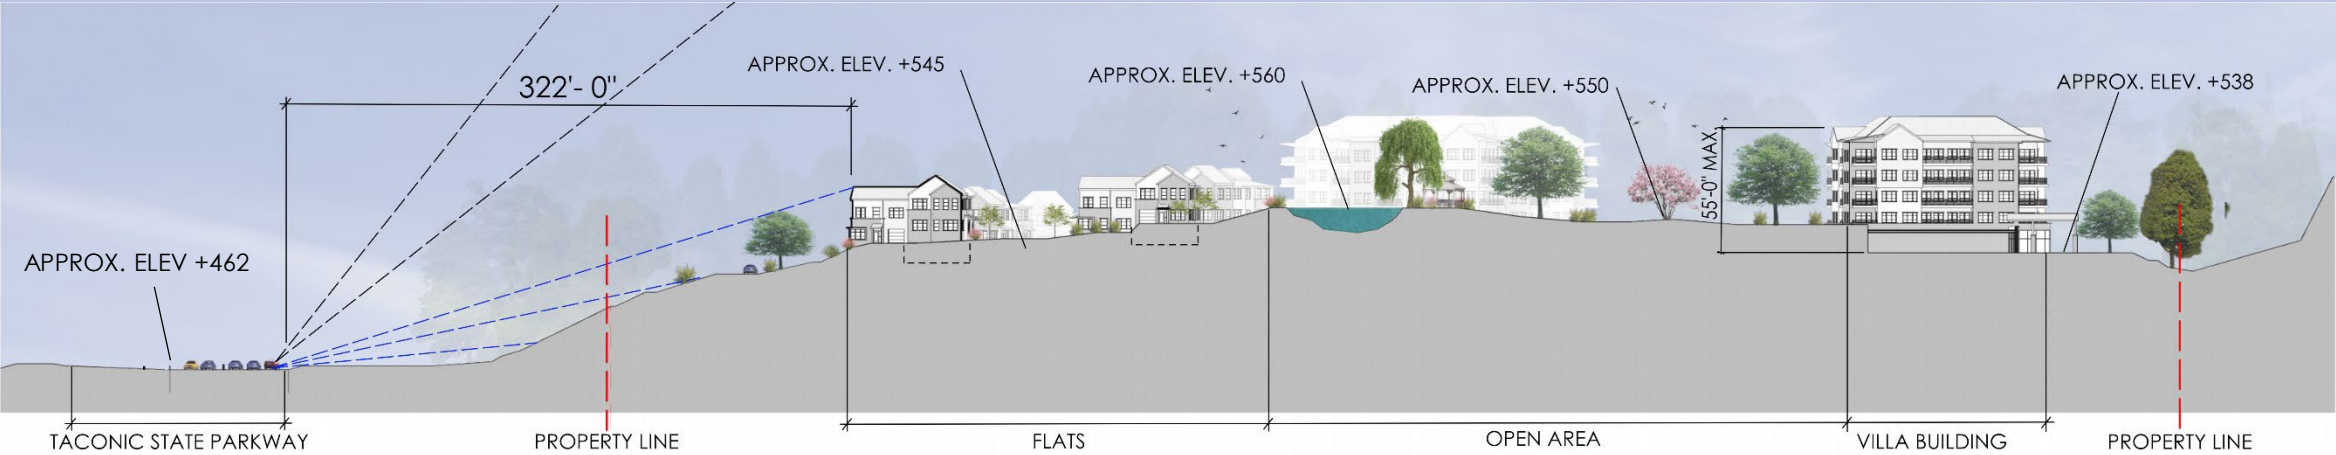 322'- 0"
APPROX. ELEV. +545
APPROX. ELEV. +560
APPROX. ELEV. +550
APPROX. ELEV. +538
55'-0" MAX.
APPROX. ELEV +462
TACONIC STATE PARKWAY
PROPERTY LINE
FLATS
OPEN AREA
VILLA BUILDING
PROPERTY LINE